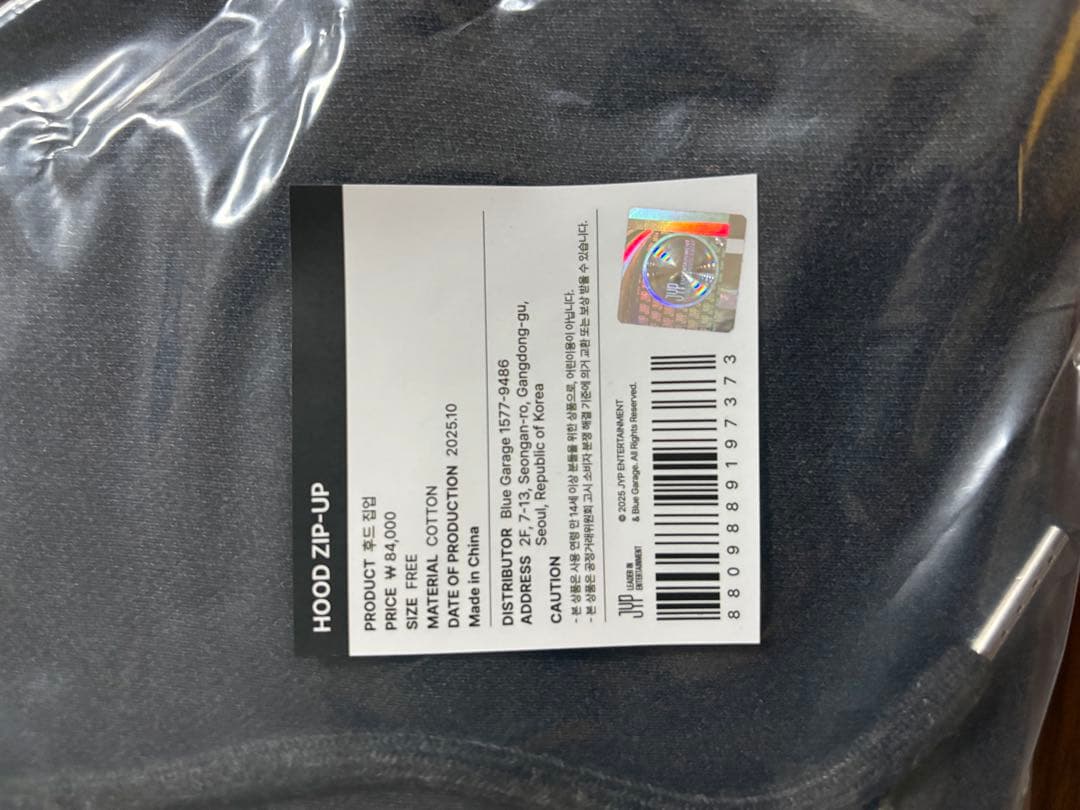 HOOD ZIP-UP
PRODUCT 후드 집업
PRICE ₩ 84,000
SIZE FREE
MATERIAL COTTON
DATE OF PRODUCTION 2025.10
Made in China
DISTRIBUTOR Blue Garage 1577-9486
ADDRESS 2F, 7-13, Seongan-ro, Gangdong-gu,
Seoul, Republic of Korea
CAUTION
- 본 상품은 사용 연령 만 14세 이상 분들을 위한 상품으로, 어린이용이 아닙니다.
- 본 상품은 공정거래위원회 고시 소비자 분쟁 해결 기준에 의거 교환 또는 보상 받을 수 있습니다.
JYP LEADER IN
ENTERTAINMENT
© 2025 JYP ENTERTAINMENT
& Blue Garage. All Rights Reserved.
8809889197373
JYP